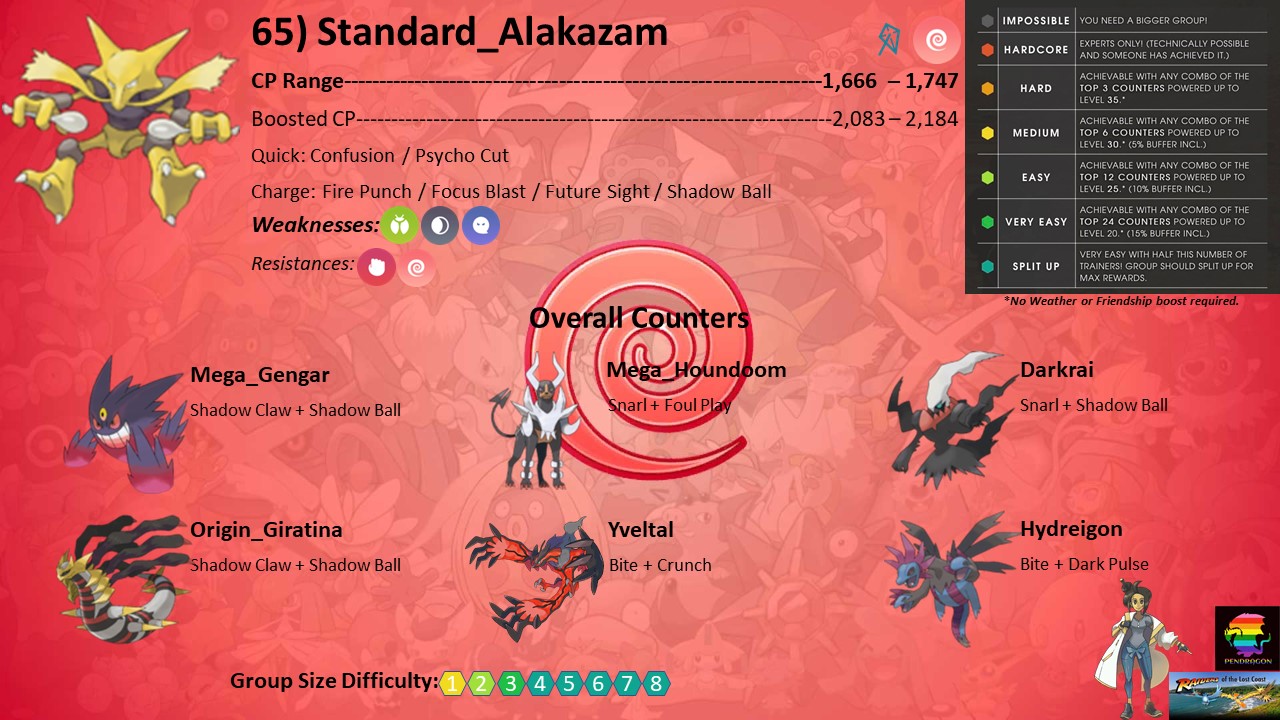 65) Standard_Alakazam
CP Range--------------------------------------------------------------------1,666 – 1,747
Boosted CP--------------------------------------------------------------------2,083 – 2,184
Quick: Confusion / Psycho Cut
Charge: Fire Punch / Focus Blast / Future Sight / Shadow Ball
Weaknesses:
Resistances:
IMPOSSIBLE YOU NEED A BIGGER GROUP!
HARDCORE EXPERTS ONLY! (TECHNICALLY POSSIBLE
AND SOMEONE HAS ACHIEVED IT.)
HARD ACHIEVABLE WITH ANY COMBO OF THE
TOP 3 COUNTERS POWERED UP TO
LEVEL 35.*
MEDIUM ACHIEVABLE WITH ANY COMBO OF THE
TOP 6 COUNTERS POWERED UP TO
LEVEL 30.* (5% BUFFER INCL.)
EASY ACHIEVABLE WITH ANY COMBO OF THE
TOP 12 COUNTERS POWERED UP TO
LEVEL 25.* (10% BUFFER INCL.)
VERY EASY ACHIEVABLE WITH ANY COMBO OF THE
TOP 24 COUNTERS POWERED UP TO
LEVEL 20.* (15% BUFFER INCL.)
SPLIT UP VERY EASY WITH HALF THIS NUMBER OF
TRAINERS! GROUP SHOULD SPLIT UP FOR
MAX REWARDS.
*No Weather or Friendship boost required.
Overall Counters
Mega_Gengar
Shadow Claw + Shadow Ball
Mega_Houndoom
Snarl + Foul Play
Darkrai
Snarl + Shadow Ball
Origin_Giratina
Shadow Claw + Shadow Ball
Yveltal
Bite + Crunch
Hydreigon
Bite + Dark Pulse
Group Size Difficulty: 1 2 3 4 5 6 7 8
PENDRAGON
RAIDERS of the Lost Coast